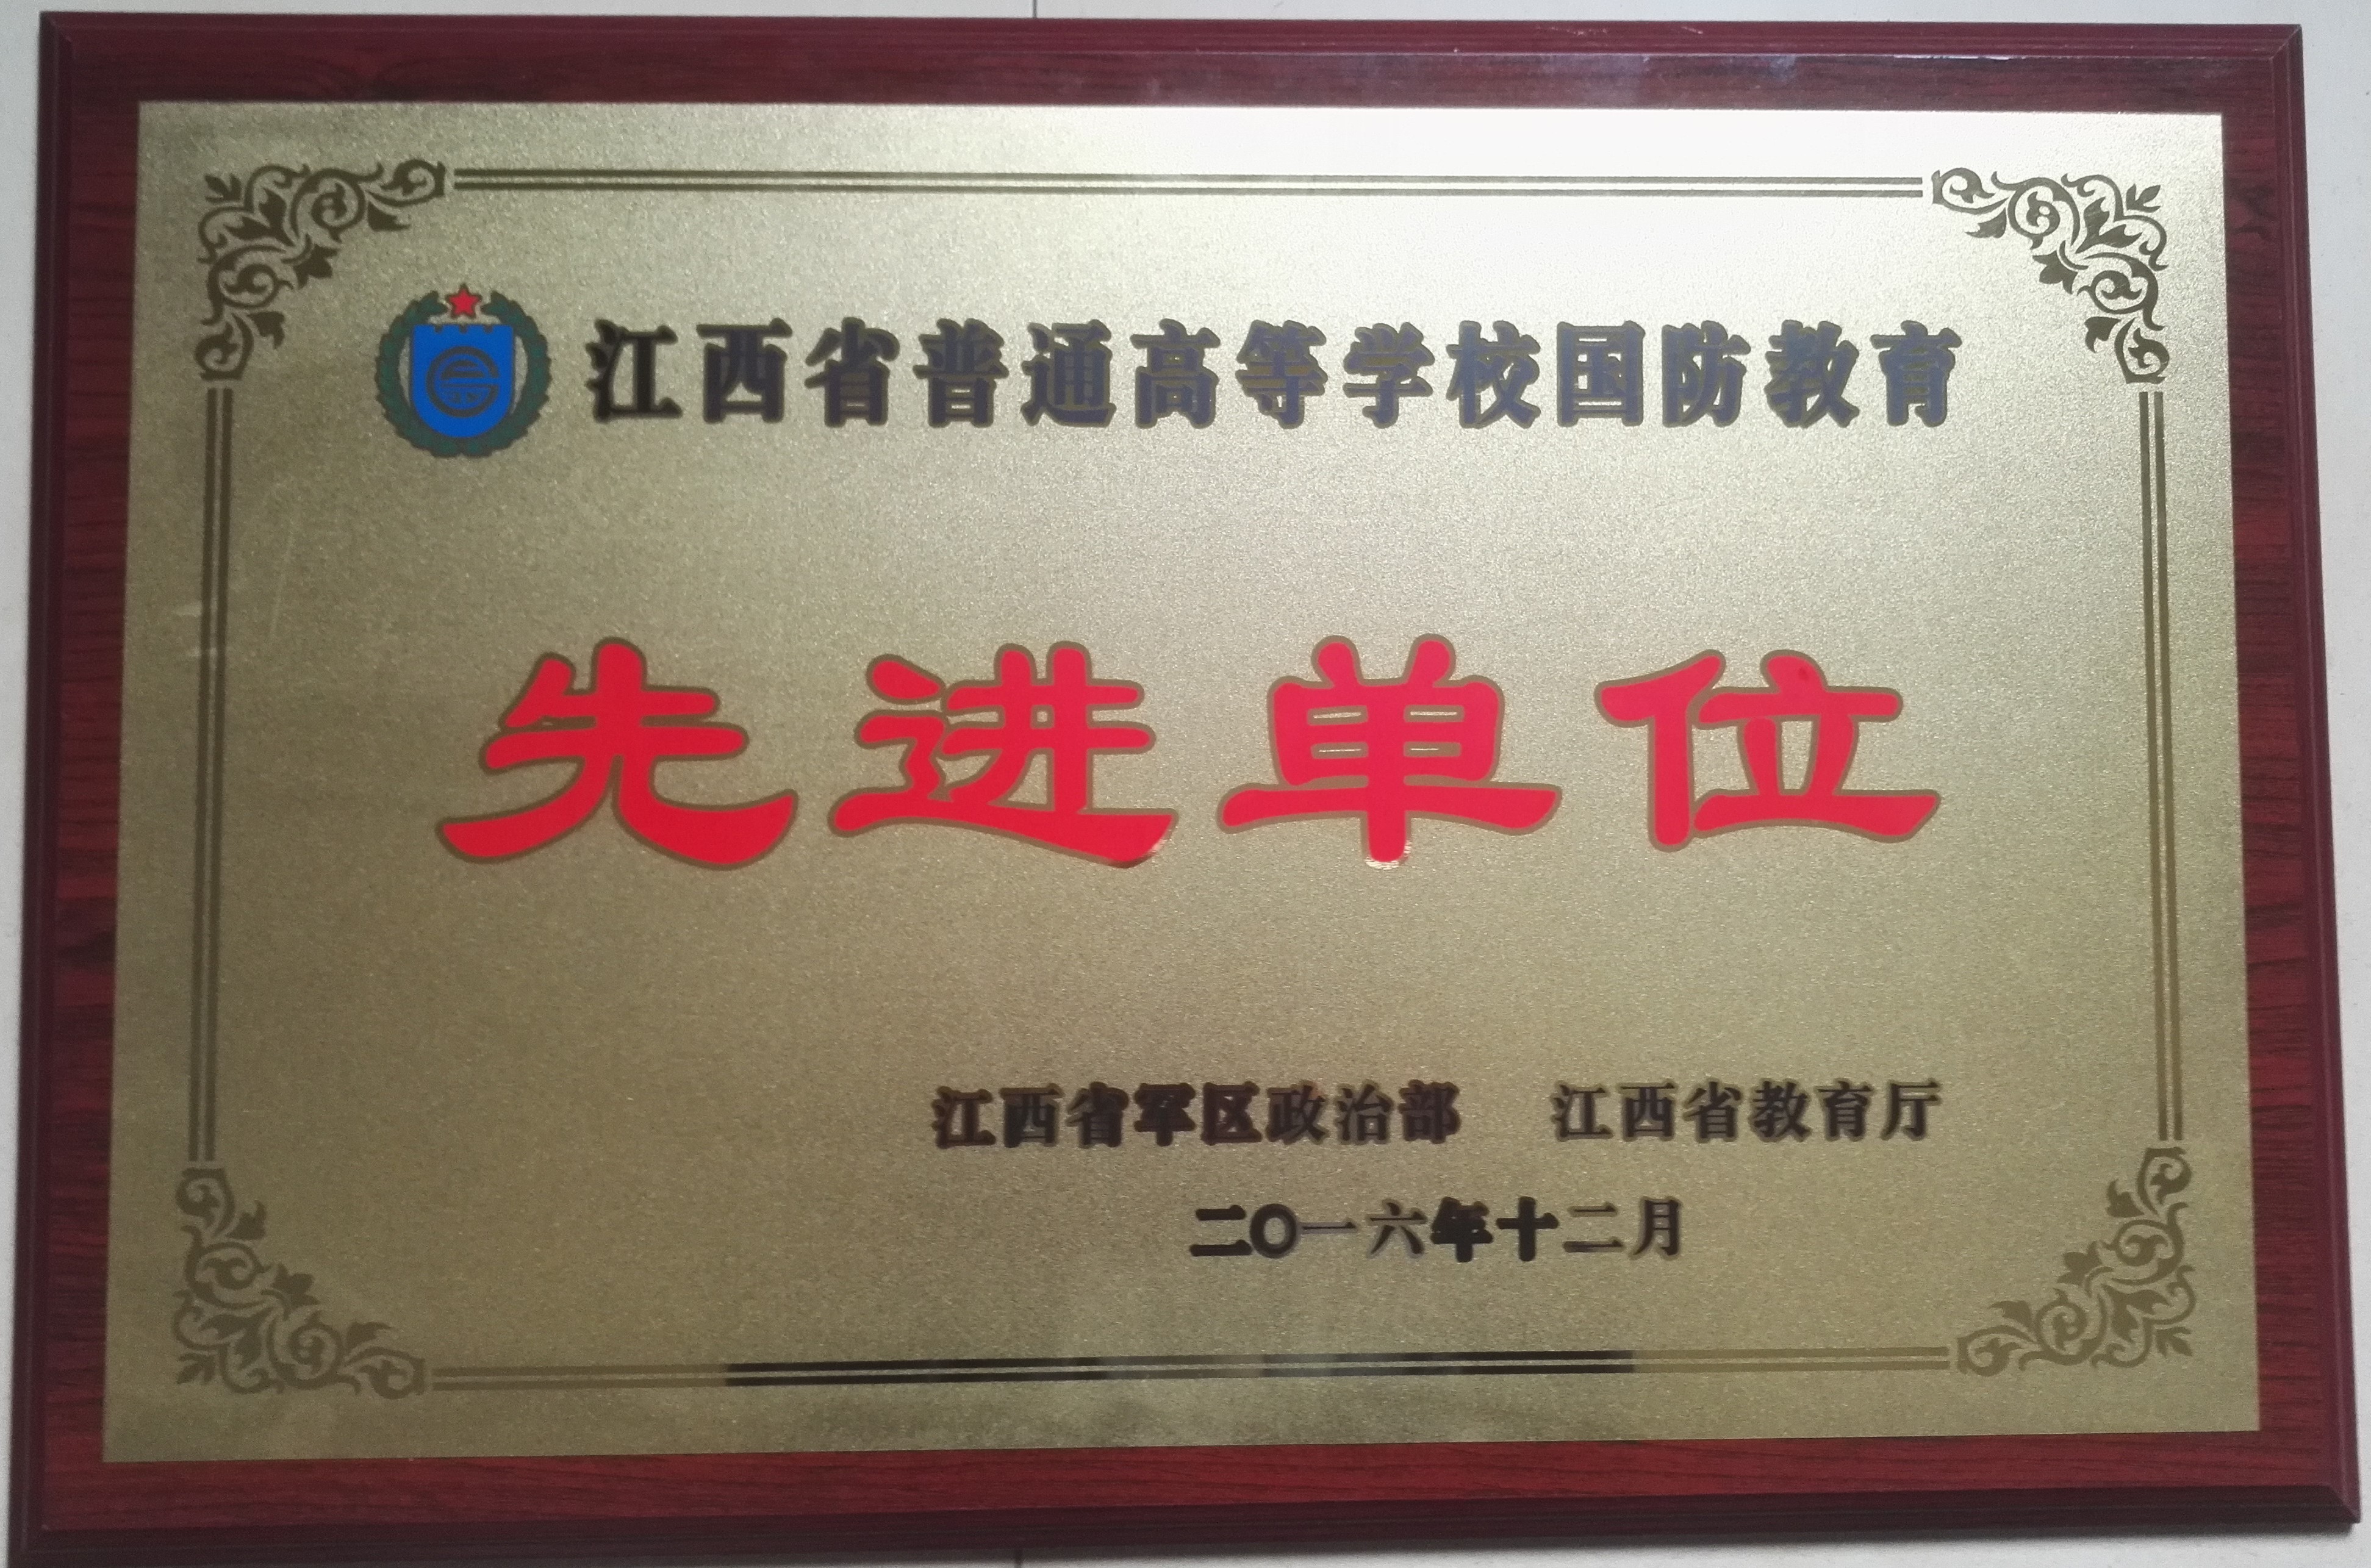 江西省普通高等学校国防教育
先进单位
江西省军区政治部 江西省教育厅
二〇一六年十二月